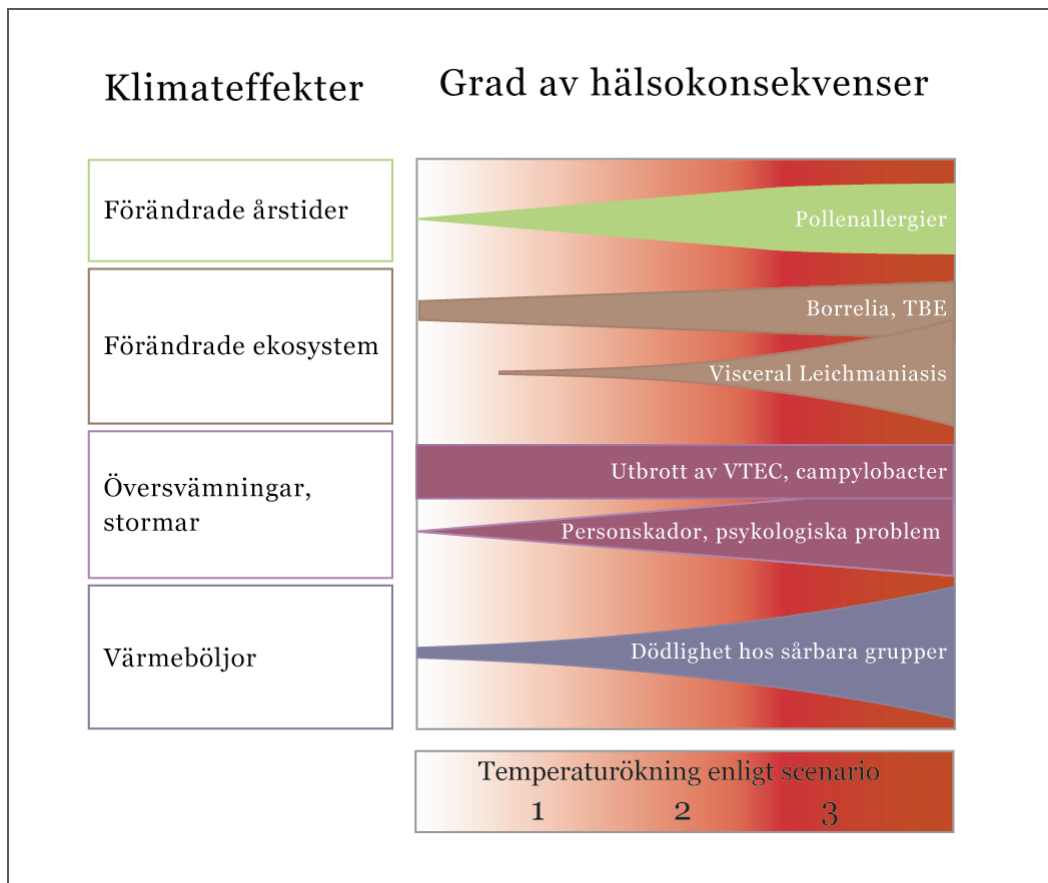 Klimateffekter
Grad av hälsokonsekvenser
Förändrade årstider
Pollenallergier
Förändrade ekosystem
Borrelia, TBE
Visceral Leichmaniasis
Översvämningar,
stormar
Utbrott av VTEC, campylobacter
Personskador, psykologiska problem
Värmeböljor
Dödlighet hos sårbara grupper
Temperaturökning enligt scenario
1 2 3